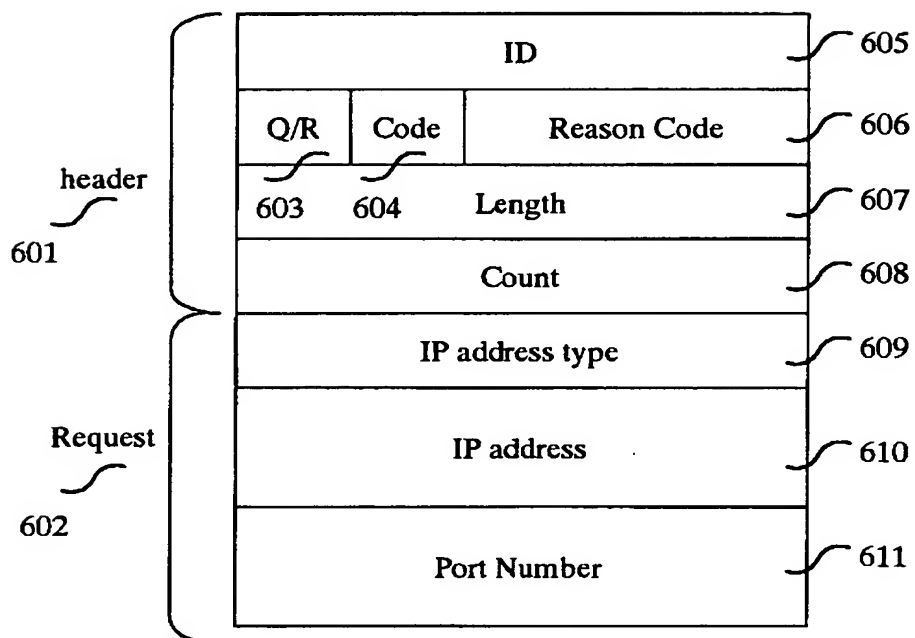 ID
605
Q/R
Code
Reason Code
606
header
603
604
Length
607
601
Count
608
IP address type
609
Request
IP address
610
602
Port Number
611